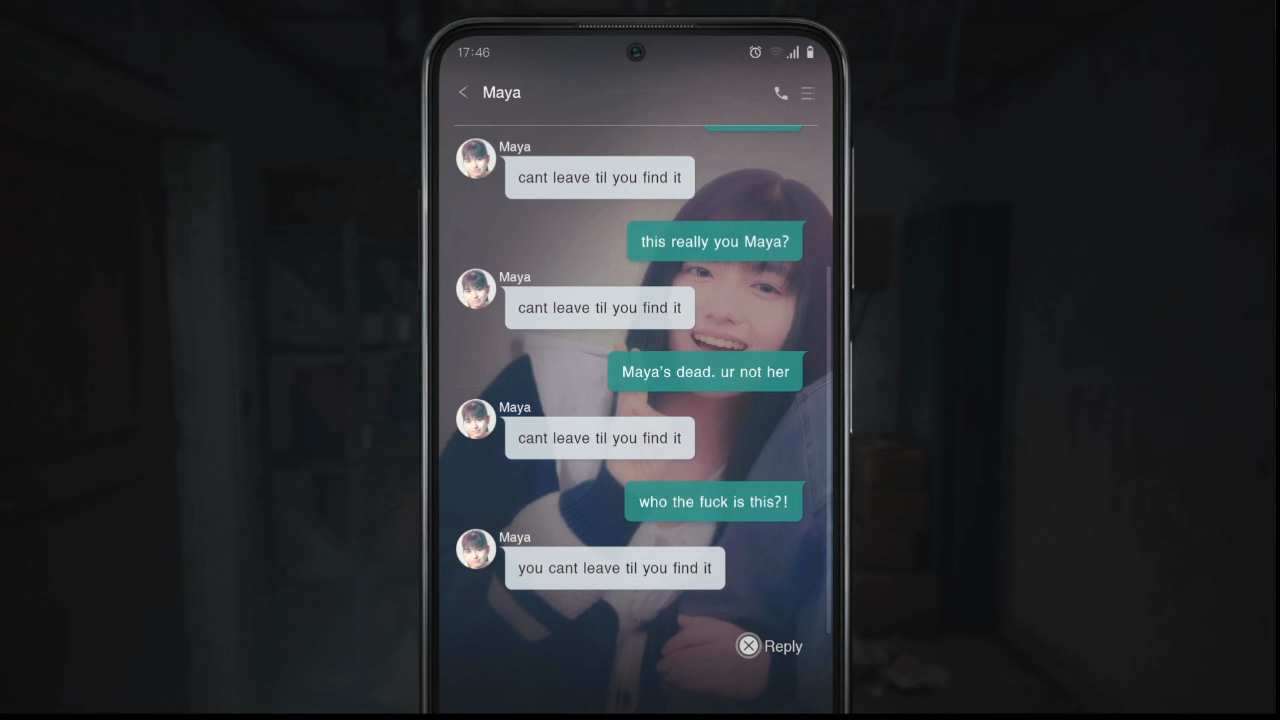 17:46
Maya
Maya
cant leave til you find it
this really you Maya?
Maya
cant leave til you find it
Maya's dead. ur not her
Maya
cant leave til you find it
who the fuck is this?!
Maya
you cant leave til you find it
Reply